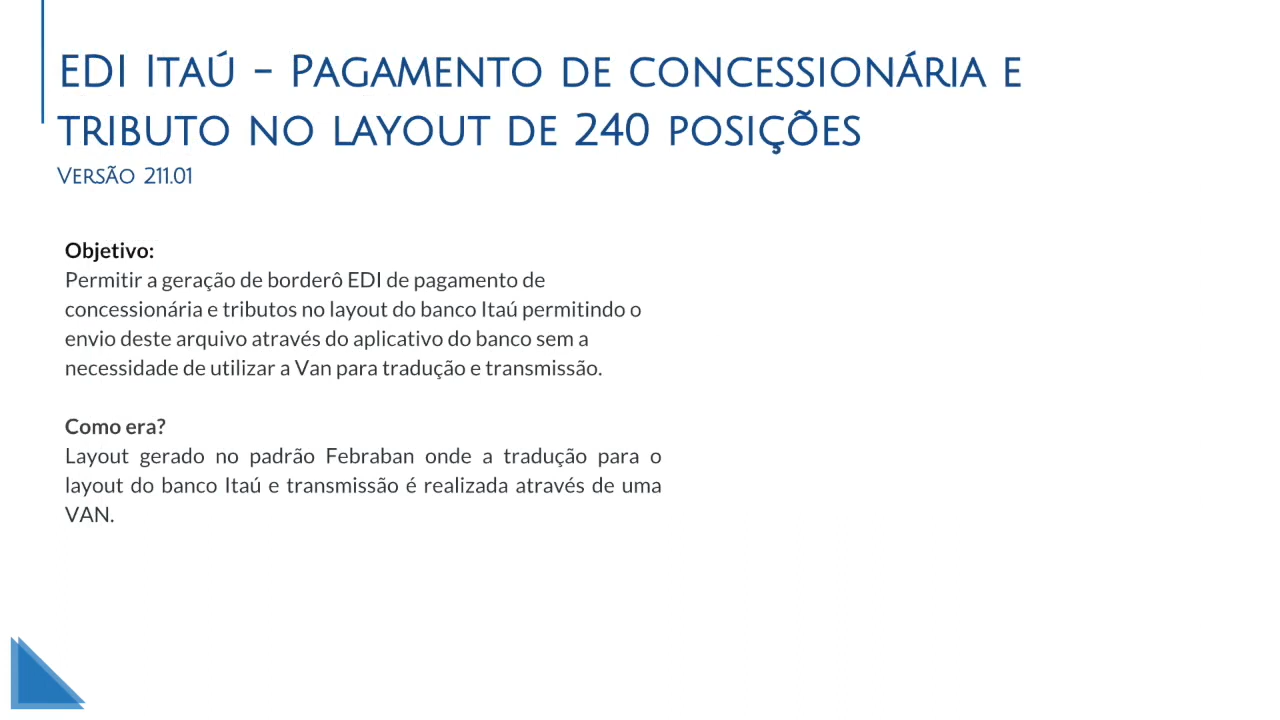 EDI Itaú – Pagamento de concessionária e
tributo no layout de 240 posições
Versão 211.01
Objetivo:
Permitir a geração de borderô EDI de pagamento de
concessionária e tributos no layout do banco Itaú permitindo o
envio deste arquivo através do aplicativo do banco sem a
necessidade de utilizar a Van para tradução e transmissão.
Como era?
Layout gerado no padrão Febraban onde a tradução para o
layout do banco Itaú e transmissão é realizada através de uma
VAN.